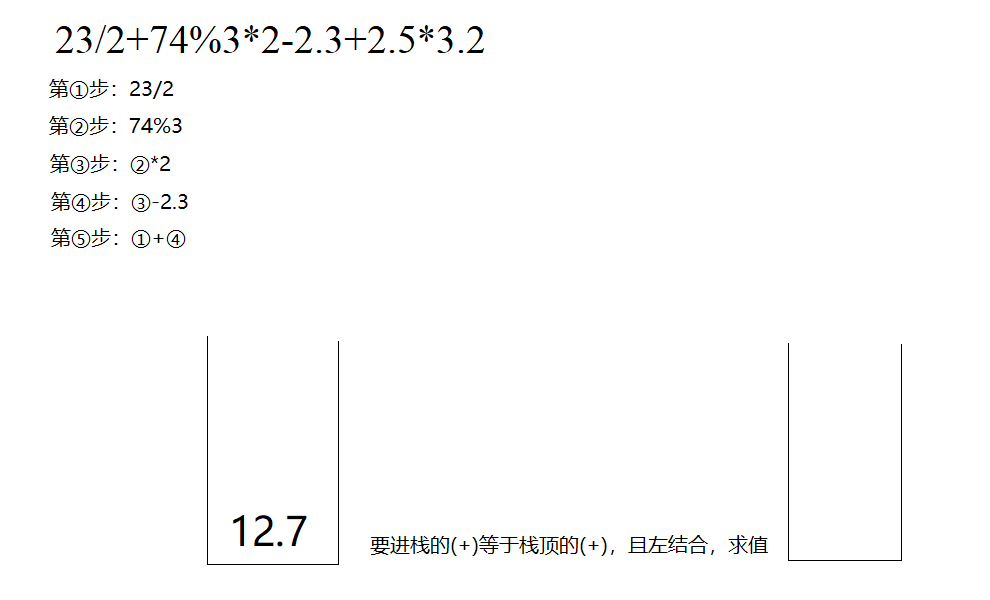 23/2+74%3*2-2.3+2.5*3.2
第①步：23/2
第②步：74%3
第③步：②*2
第④步：③-2.3
第⑤步：①+④
12.7
要进栈的(+)等于栈顶的(+)，且左结合，求值